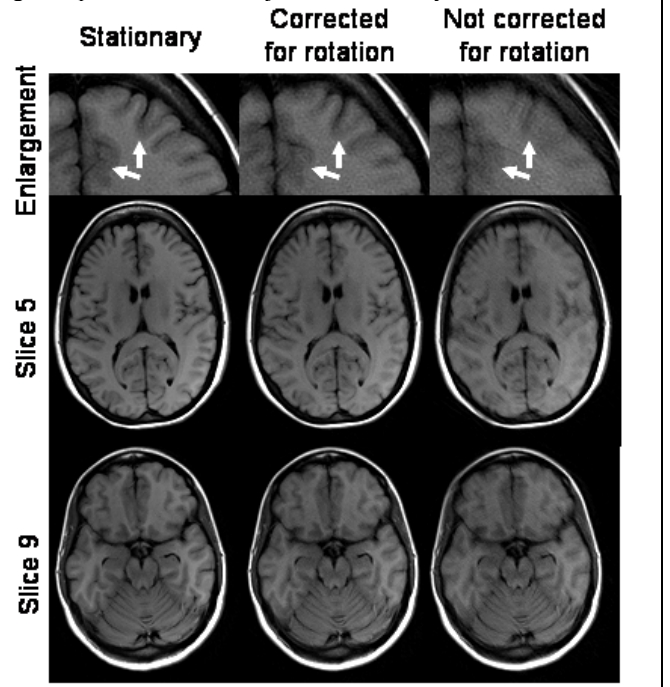 Stationary
Corrected
for rotation
Not corrected
for rotation
Enlargement
Slice 5
Slice 9